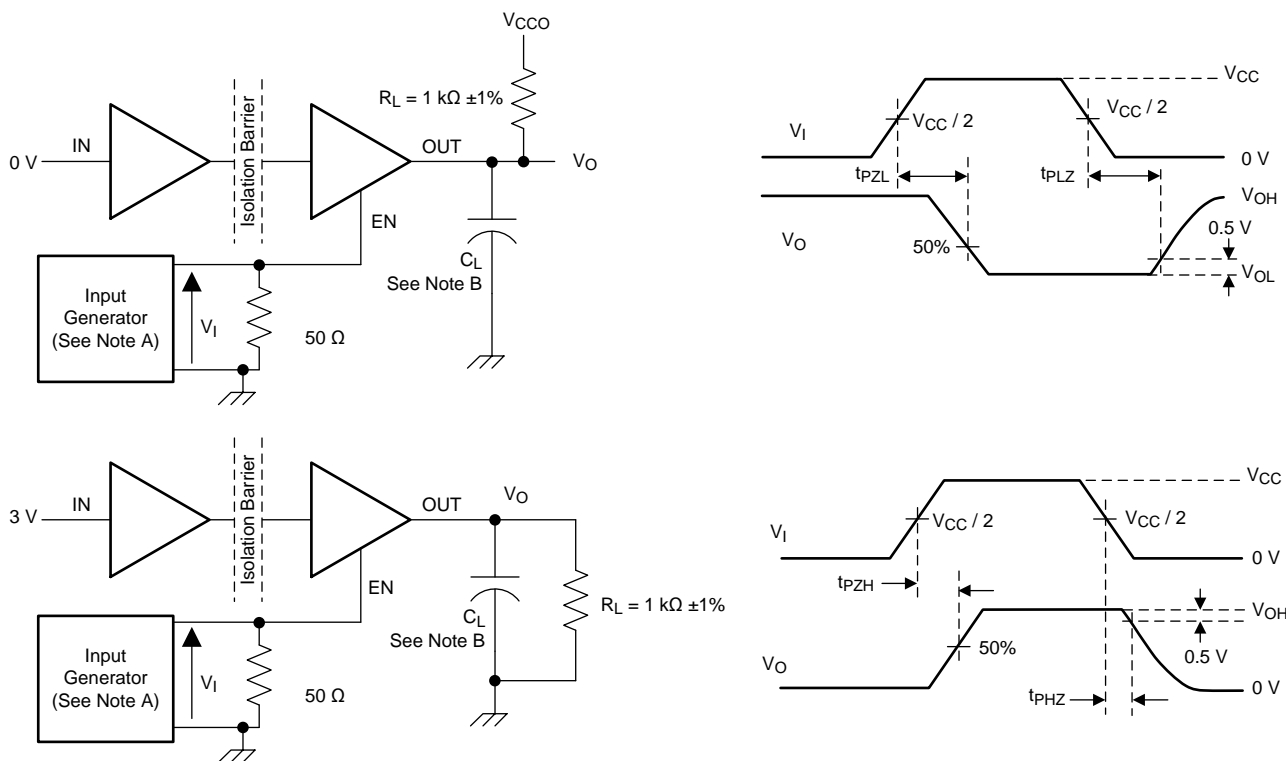 VCCO
RL = 1 kΩ ±1%
0 V
IN
Isolation Barrier
OUT
VO
EN
CL
See Note B
Input
Generator
(See Note A)
VI
50 Ω
VI
VCC / 2
VCC / 2
VCC
0 V
tPZL
tPLZ
VO
50%
VOH
0.5 V
VOL
3 V
IN
Isolation Barrier
OUT
VO
EN
CL
See Note B
RL = 1 kΩ ±1%
Input
Generator
(See Note A)
VI
50 Ω
VI
VCC / 2
VCC / 2
VCC
0 V
tPZH
VO
50%
VOH
0.5 V
tPHZ
0 V